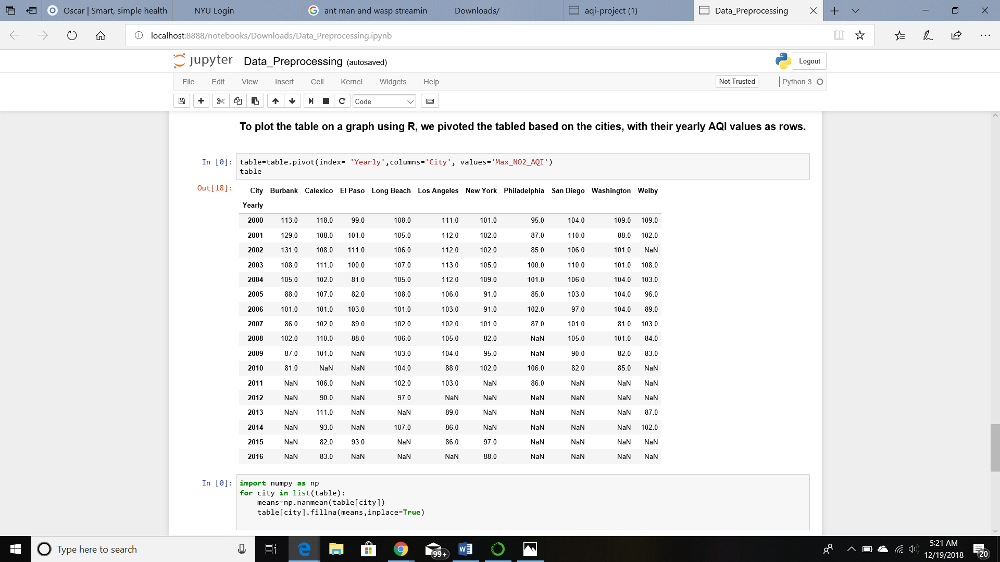 Oscar | Smart, simple health
NYU Login
ant man and wasp streamin
Downloads/
aqi-project (1)
Data_Preprocessing
localhost:8888/notebooks/Downloads/Data_Preprocessing.ipynb
jupyter Data_Preprocessing (autosaved)
Logout
File Edit View Insert Cell Kernel Widgets Help
Not Trusted
Python 3
Code
To plot the table on a graph using R, we pivoted the tabled based on the cities, with their yearly AQI values as rows.
In [0]: table=table.pivot(index= 'Yearly',columns='City', values='Max_NO2_AQI')
table
Out[18]:
City Burbank Calexico El Paso Long Beach Los Angeles New York Philadelphia San Diego Washington Welby
Yearly
2000 113.0 118.0 99.0 108.0 111.0 101.0 95.0 104.0 109.0 109.0
2001 129.0 108.0 101.0 105.0 112.0 102.0 87.0 110.0 88.0 102.0
2002 131.0 108.0 111.0 106.0 112.0 102.0 85.0 106.0 101.0 NaN
2003 108.0 111.0 100.0 107.0 113.0 105.0 100.0 110.0 101.0 108.0
2004 105.0 102.0 81.0 105.0 112.0 109.0 101.0 106.0 104.0 103.0
2005 88.0 107.0 82.0 108.0 106.0 91.0 85.0 103.0 104.0 96.0
2006 101.0 101.0 103.0 101.0 103.0 91.0 102.0 97.0 104.0 89.0
2007 86.0 102.0 89.0 102.0 102.0 101.0 87.0 101.0 81.0 103.0
2008 102.0 110.0 88.0 106.0 105.0 82.0 NaN 105.0 101.0 84.0
2009 87.0 101.0 NaN 103.0 104.0 95.0 NaN 90.0 82.0 83.0
2010 81.0 NaN NaN 104.0 88.0 102.0 106.0 82.0 85.0 NaN
2011 NaN 106.0 NaN 102.0 103.0 NaN 86.0 NaN NaN NaN
2012 NaN 90.0 NaN 97.0 NaN NaN NaN NaN NaN NaN
2013 NaN 111.0 NaN NaN 89.0 NaN NaN NaN NaN 87.0
2014 NaN 93.0 NaN 107.0 86.0 NaN NaN NaN NaN 102.0
2015 NaN 82.0 93.0 NaN 86.0 97.0 NaN NaN NaN NaN
2016 NaN 83.0 NaN NaN NaN 88.0 NaN NaN NaN NaN
In [0]: import numpy as np
for city in list(table):
    means=np.nanmean(table[city])
    table[city].fillna(means,inplace=True)
Type here to search
99+
5:21 AM
12/19/2018
20